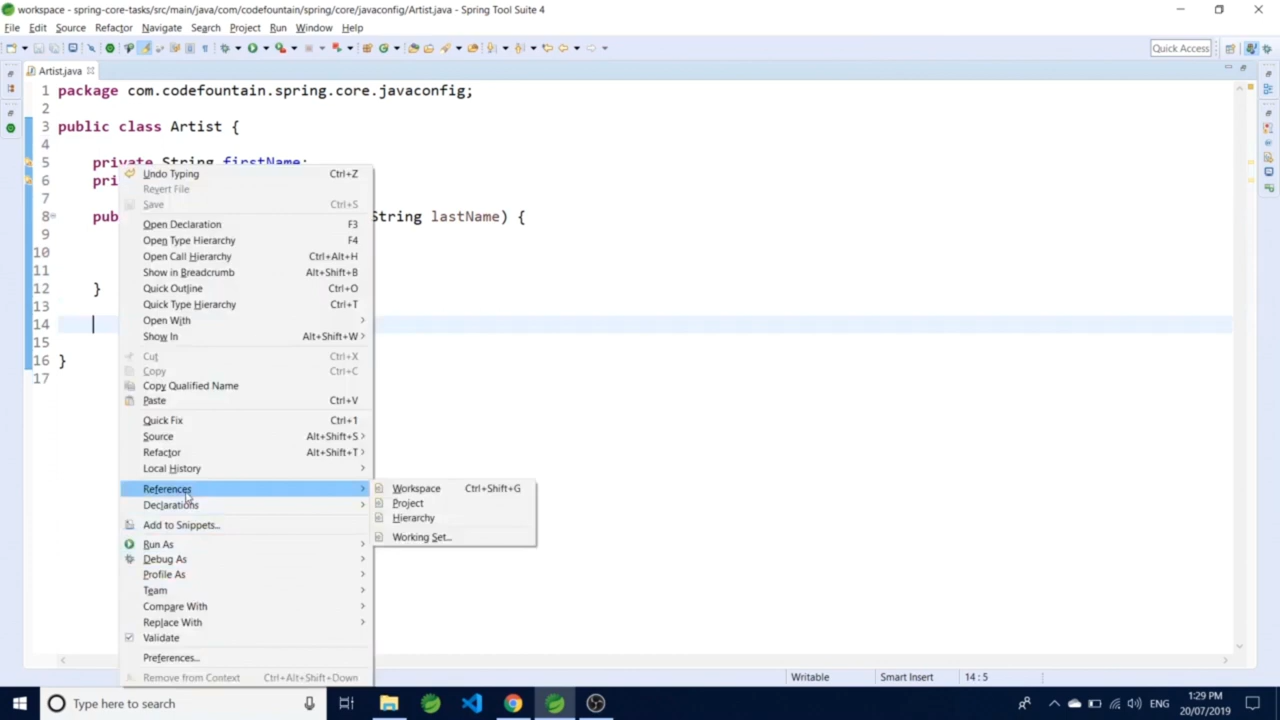 workspace - spring-core-tasks/src/main/java/com/codefountain/spring/core/javaconfig/Artist.java - Spring Tool Suite 4
File Edit Source Refactor Navigate Search Project Run Window Help
Quick Access
Artist.java
1 package com.codefountain.spring.core.javaconfig;
2
3 public class Artist {
4
5 private String firstName;
6 pri
7
8 pub String lastName) {
9
10
11
12 }
13
14
15
16 }
17
Undo Typing Ctrl+Z
Revert File
Save Ctrl+S
Open Declaration F3
Open Type Hierarchy F4
Open Call Hierarchy Ctrl+Alt+H
Show in Breadcrumb Alt+Shift+B
Quick Outline Ctrl+O
Quick Type Hierarchy Ctrl+T
Open With
Show In Alt+Shift+W
Cut Ctrl+X
Copy Ctrl+C
Copy Qualified Name
Paste Ctrl+V
Quick Fix Ctrl+1
Source Alt+Shift+S
Refactor Alt+Shift+T
Local History
References
Declarations
Add to Snippets...
Run As
Debug As
Profile As
Team
Compare With
Replace With
Validate
Preferences...
Remove from Context Ctrl+Alt+Shift+Down
Workspace Ctrl+Shift+G
Project
Hierarchy
Working Set...
Writable Smart Insert 14 : 5
Type here to search
ENG
1:29 PM
20/07/2019